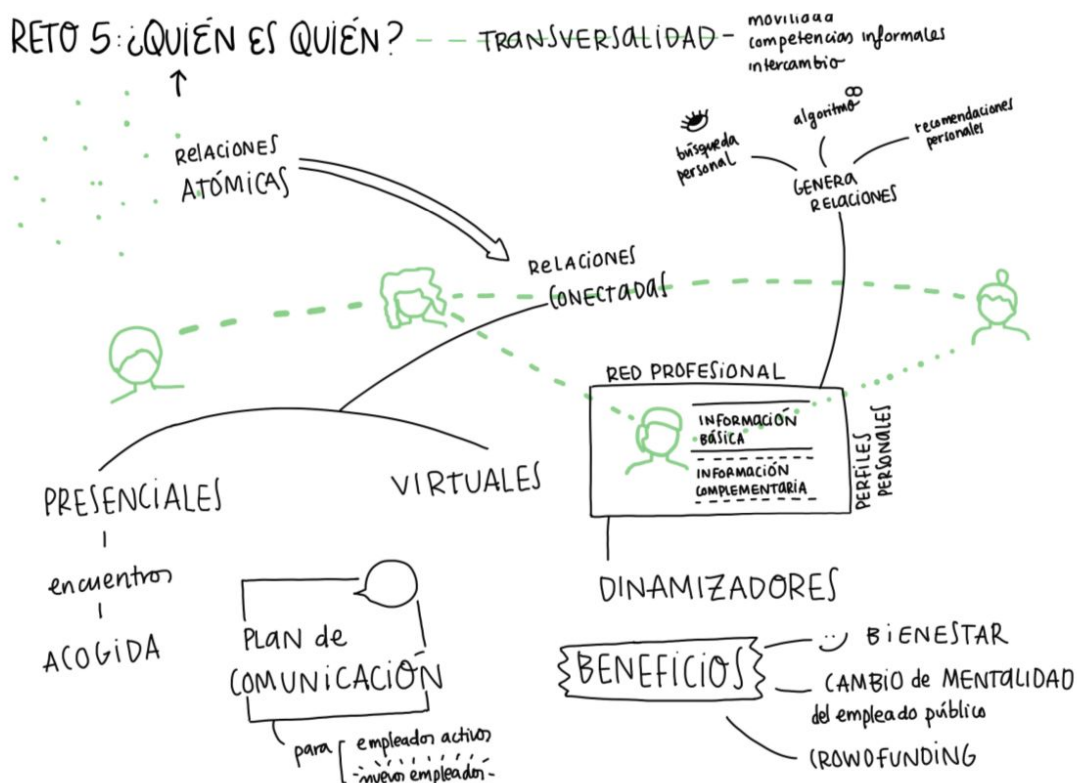 RETO 5: ¿QUIÉN ES QUIÉN?
TRANSVERSALIDAD
movilidad
competencias informales
intercambio
RELACIONES
ATÓMICAS
búsqueda
personal
algoritmo
recomendaciones
personales
GENERA
RELACIONES
RELACIONES
CONECTADAS
RED PROFESIONAL
INFORMACIÓN
BÁSICA
INFORMACIÓN
COMPLEMENTARIA
PERFILES
PERSONALES
PRESENCIALES
encuentros
ACOGIDA
VIRTUALES
DINAMIZADORES
PLAN de
COMUNICACIÓN
para
empleados activos
nuevos empleados
BENEFICIOS
:) BIENESTAR
CAMBIO de MENTALIDAD
del empleado público
CROWDFUNDING